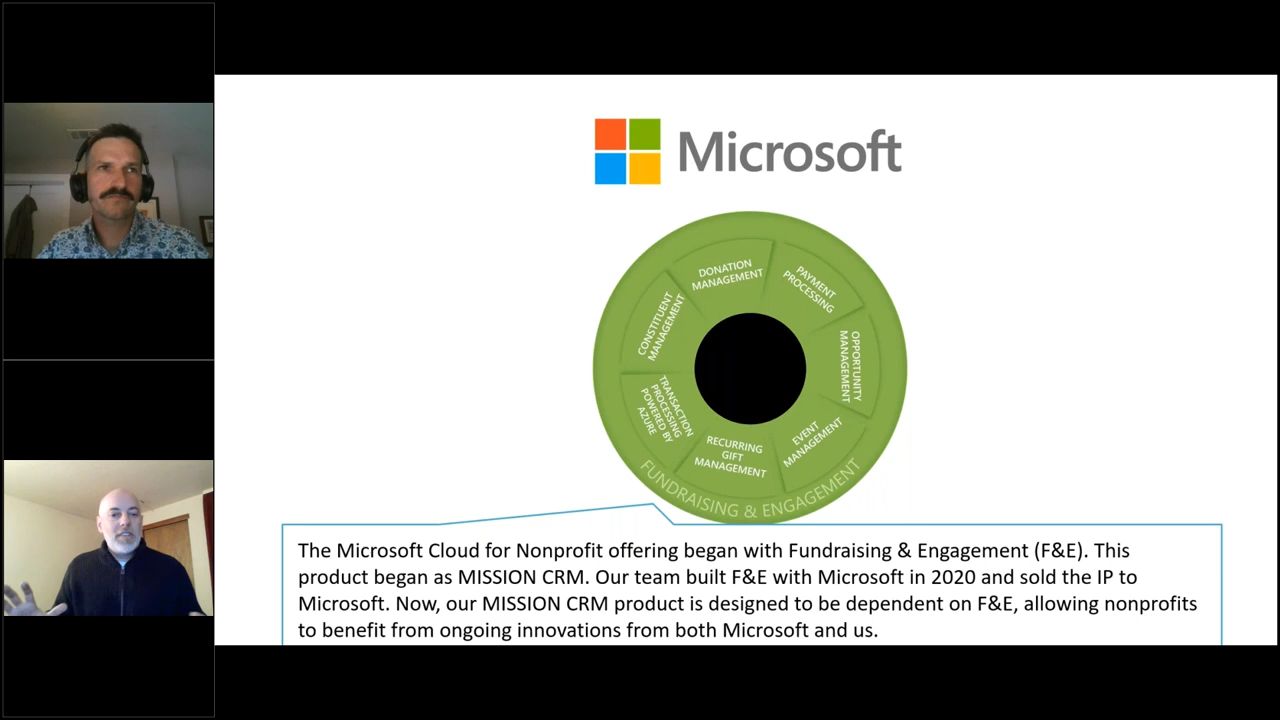 Microsoft
DONATION
MANAGEMENT
PAYMENT
PROCESSING
OPPORTUNITY
MANAGEMENT
EVENT
MANAGEMENT
RECURRING
GIFT
MANAGEMENT
TRANSACTION
PROCESSING
POWERED BY
AZURE
CONSTITUENT
MANAGEMENT
FUNDRAISING & ENGAGEMENT
The Microsoft Cloud for Nonprofit offering began with Fundraising & Engagement (F&E). This
product began as MISSION CRM. Our team built F&E with Microsoft in 2020 and sold the IP to
Microsoft. Now, our MISSION CRM product is designed to be dependent on F&E, allowing nonprofits
to benefit from ongoing innovations from both Microsoft and us.